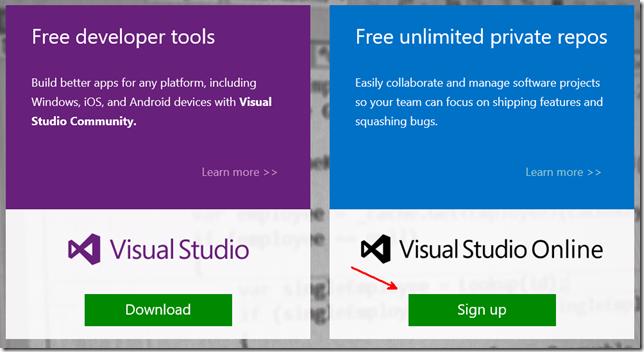 Free developer tools
Build better apps for any platform, including
Windows, iOS, and Android devices with Visual
Studio Community.
Learn more >>
Visual Studio
Download
Free unlimited private repos
Easily collaborate and manage software projects
so your team can focus on shipping features and
squashing bugs.
Learn more >>
Visual Studio Online
Sign up